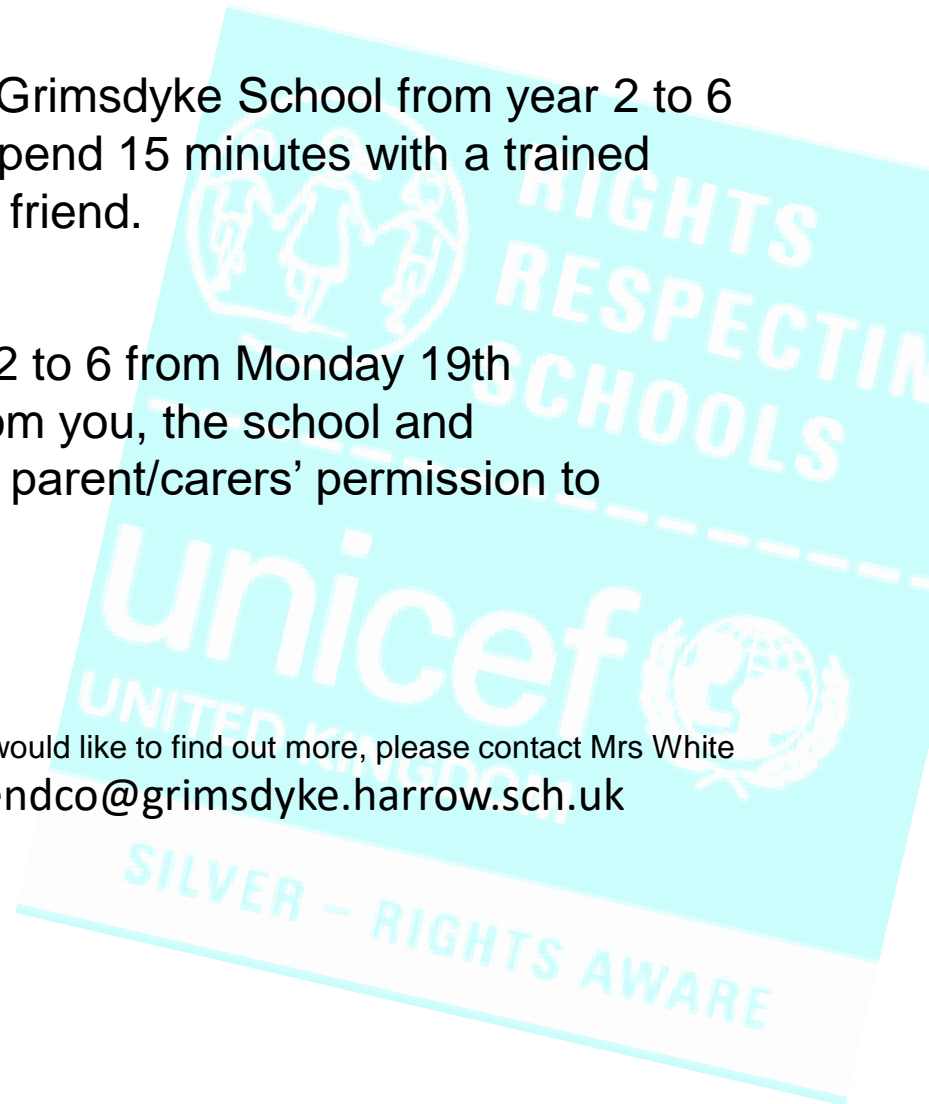 Grimsdyke School from year 2 to 6
pend 15 minutes with a trained
friend.
2 to 6 from Monday 19th
om you, the school and
parent/carers' permission to
would like to find out more, please contact Mrs White
endco@grimsdyke.harrow.sch.uk
RIGHTS
RESPECTIN
SCHOOLS
unicef
UNITED KINGDOM
SILVER – RIGHTS AWARE